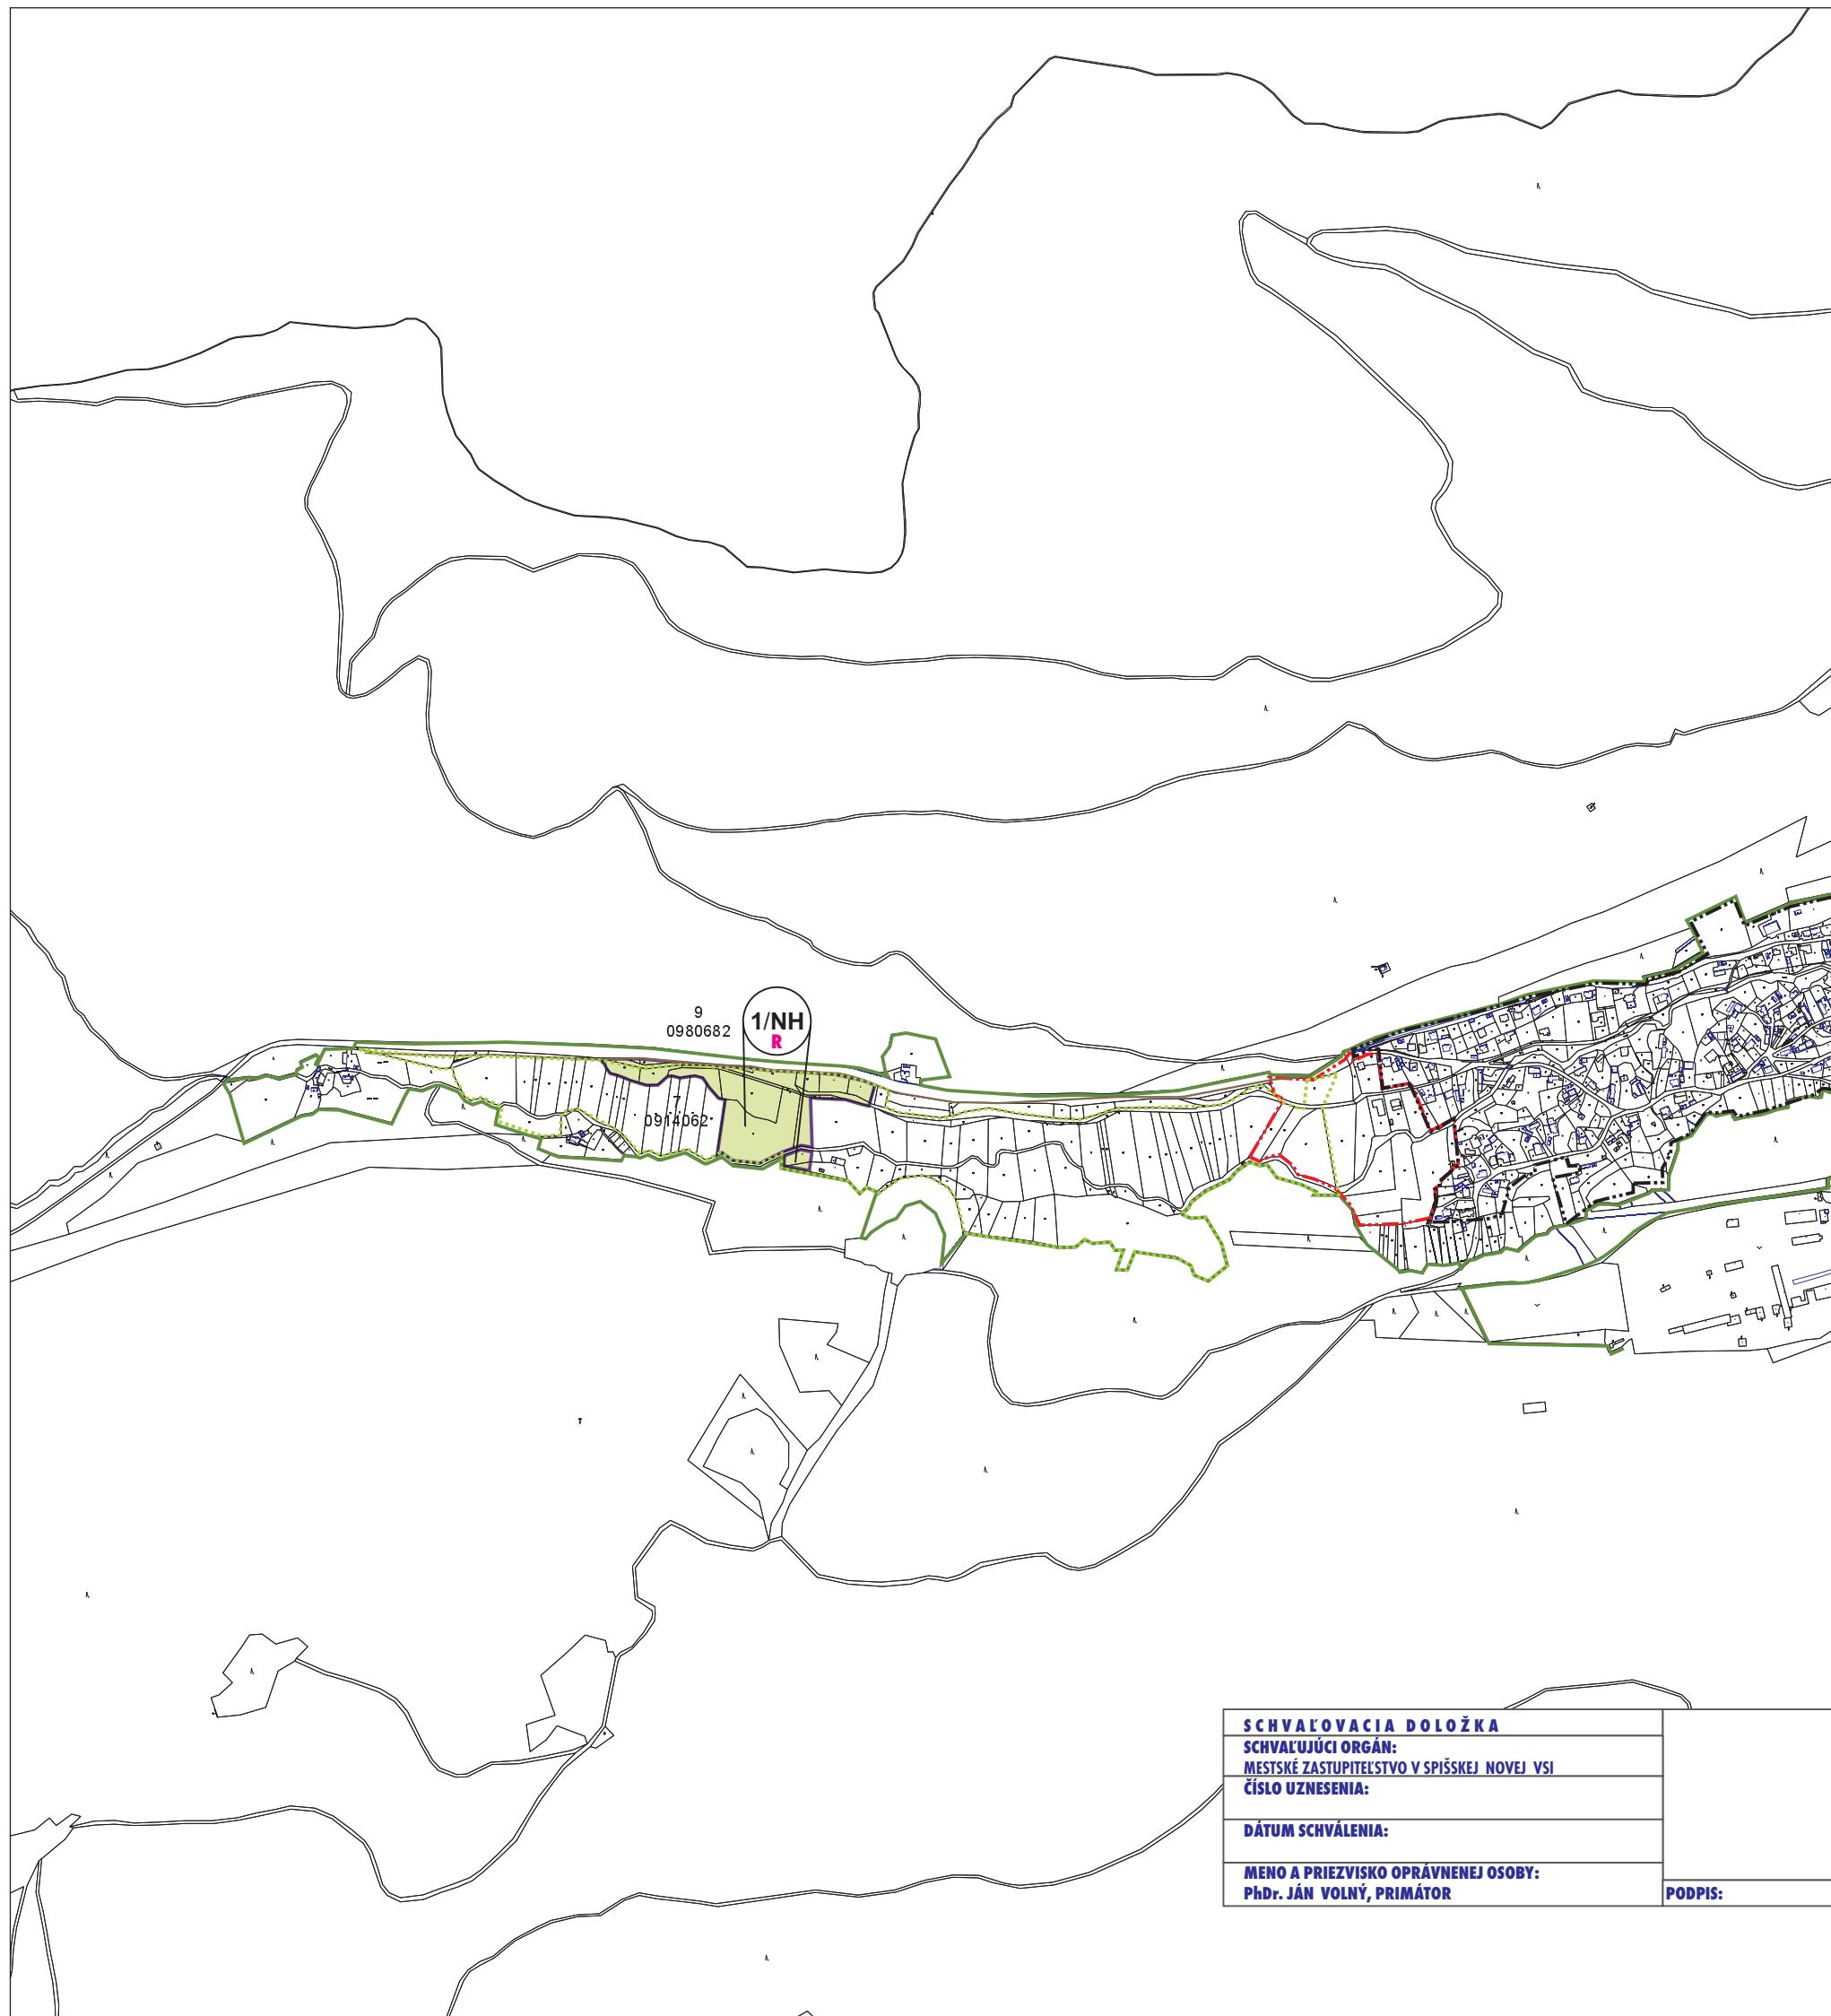 9
0980682
1/NH
R
7
0914062
SCHVAĽOVACIA DOLOŽKA
SCHVAĽUJÚCI ORGÁN:
MESTSKÉ ZASTUPITEĽSTVO V SPIŠSKEJ NOVEJ VSI
ČÍSLO UZNESENIA:
DÁTUM SCHVÁLENIA:
MENO A PRIEZVISKO OPRÁVNENEJ OSOBY:
PhDr. JÁN VOLNÝ, PRIMÁTOR
PODPIS: